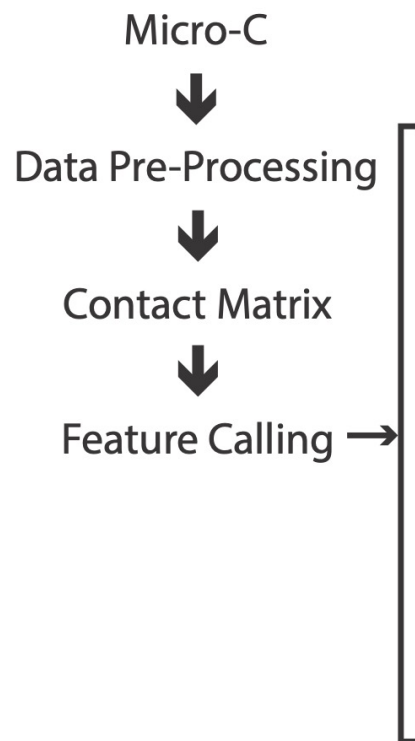 Micro-C
Data Pre-Processing
Contact Matrix
Feature Calling